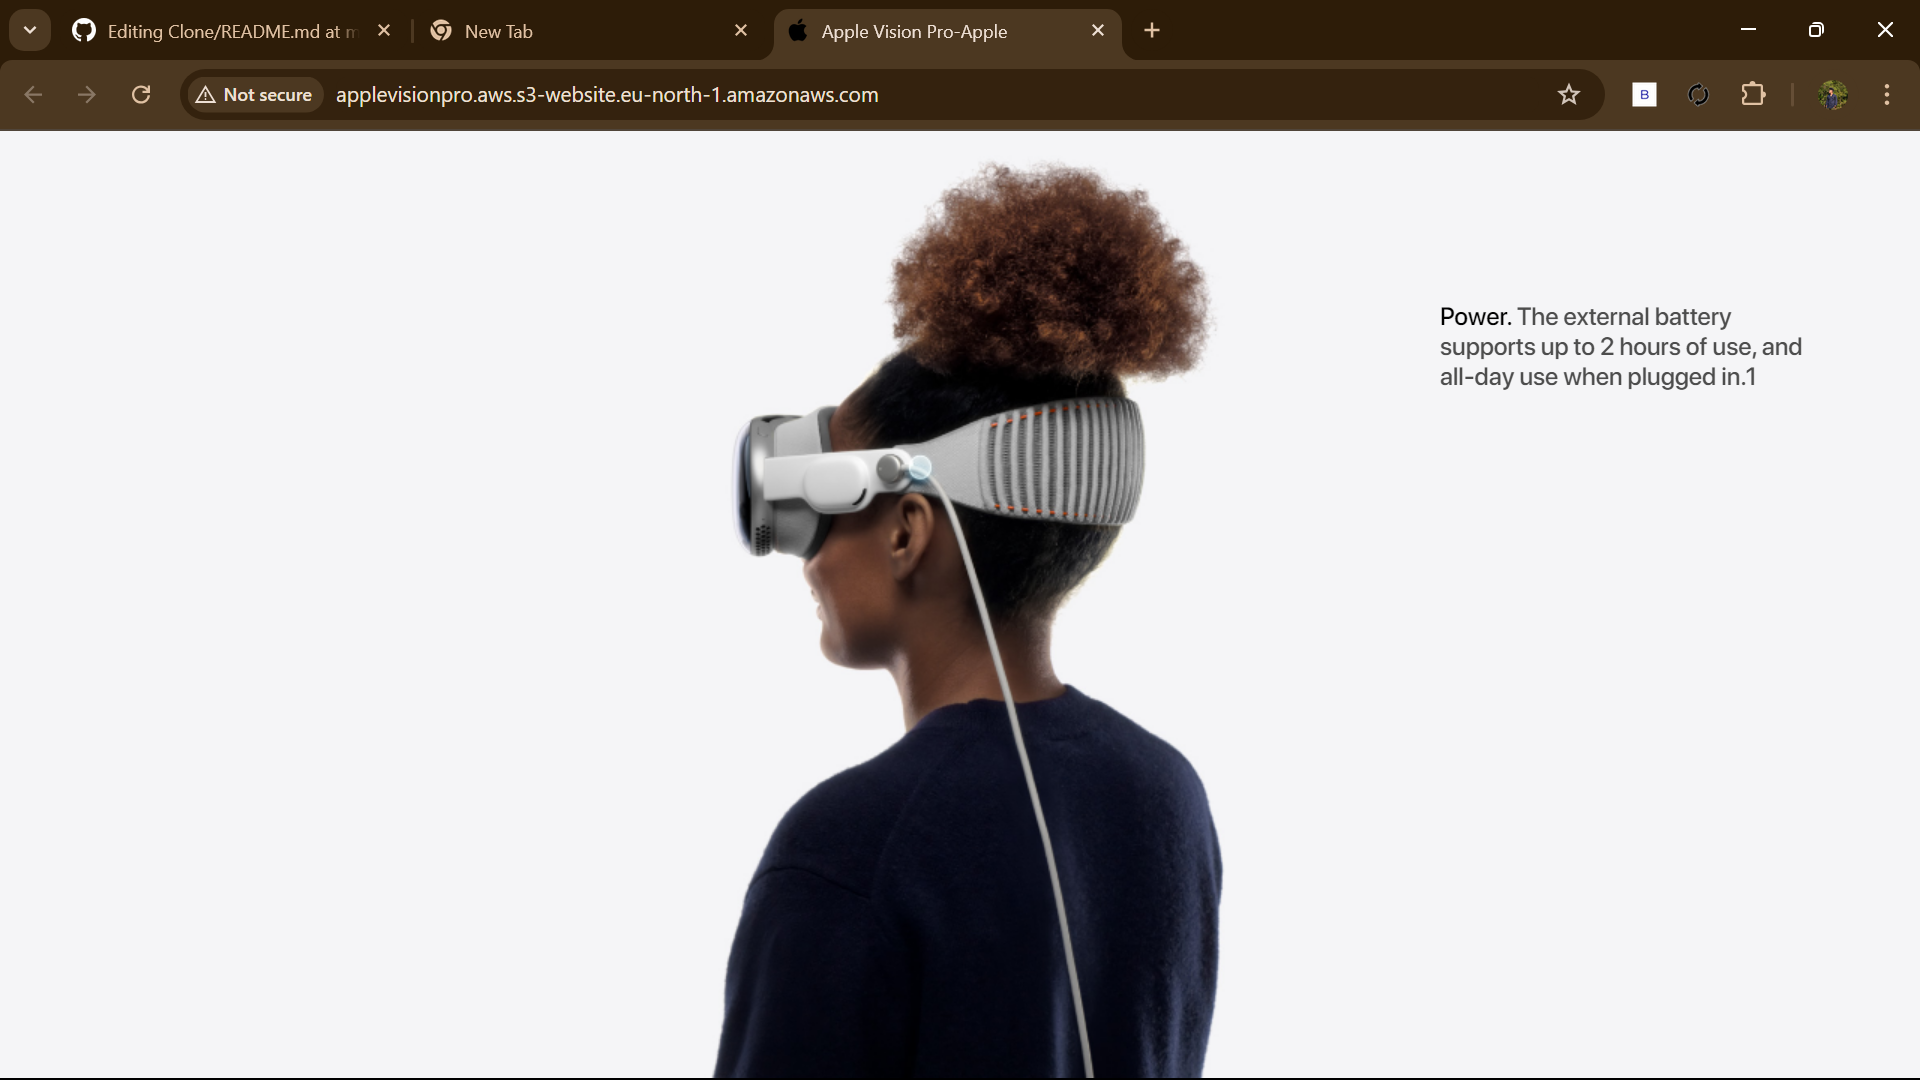 Editing Clone/README.md at m
New Tab
Apple Vision Pro-Apple
Not secure
applevisionpro.aws.s3-website.eu-north-1.amazonaws.com
B
Power. The external battery
supports up to 2 hours of use, and
all-day use when plugged in.1